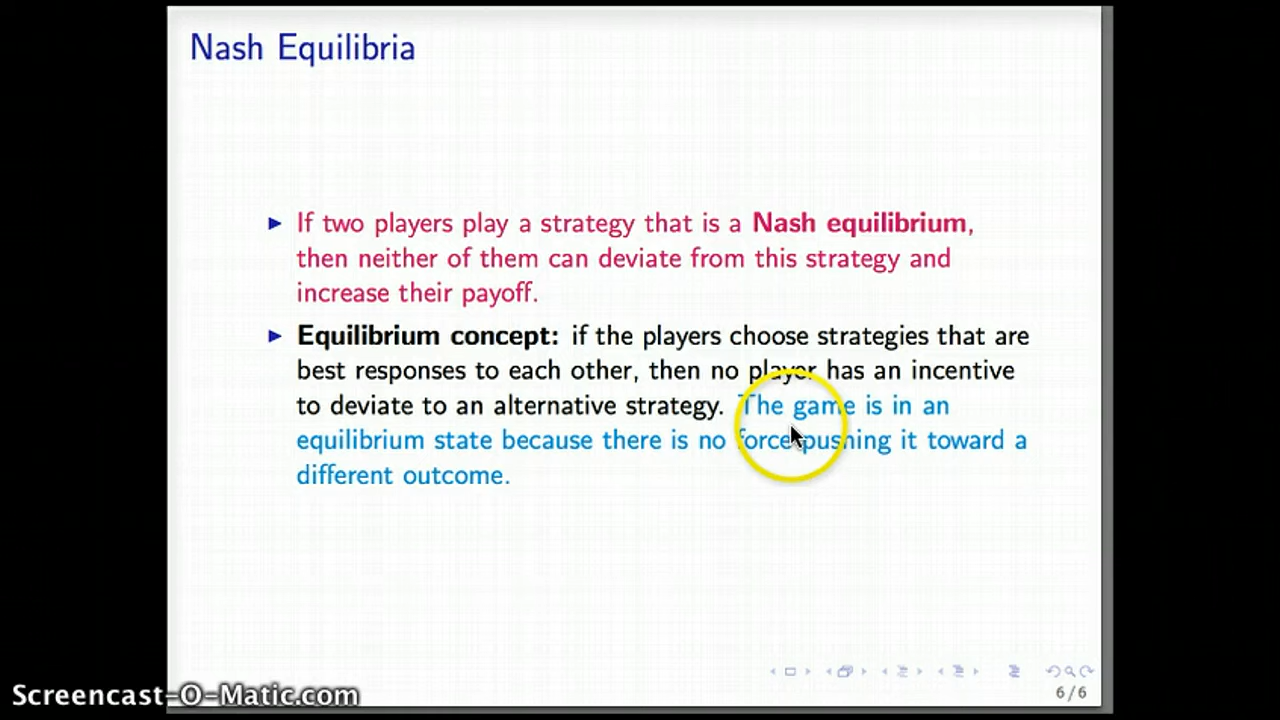 Nash Equilibria
If two players play a strategy that is a Nash equilibrium,
then neither of them can deviate from this strategy and
increase their payoff.
Equilibrium concept: if the players choose strategies that are
best responses to each other, then no player has an incentive
to deviate to an alternative strategy. The game is in an
equilibrium state because there is no force pushing it toward a
different outcome.
6/6
Screencast-O-Matic.com